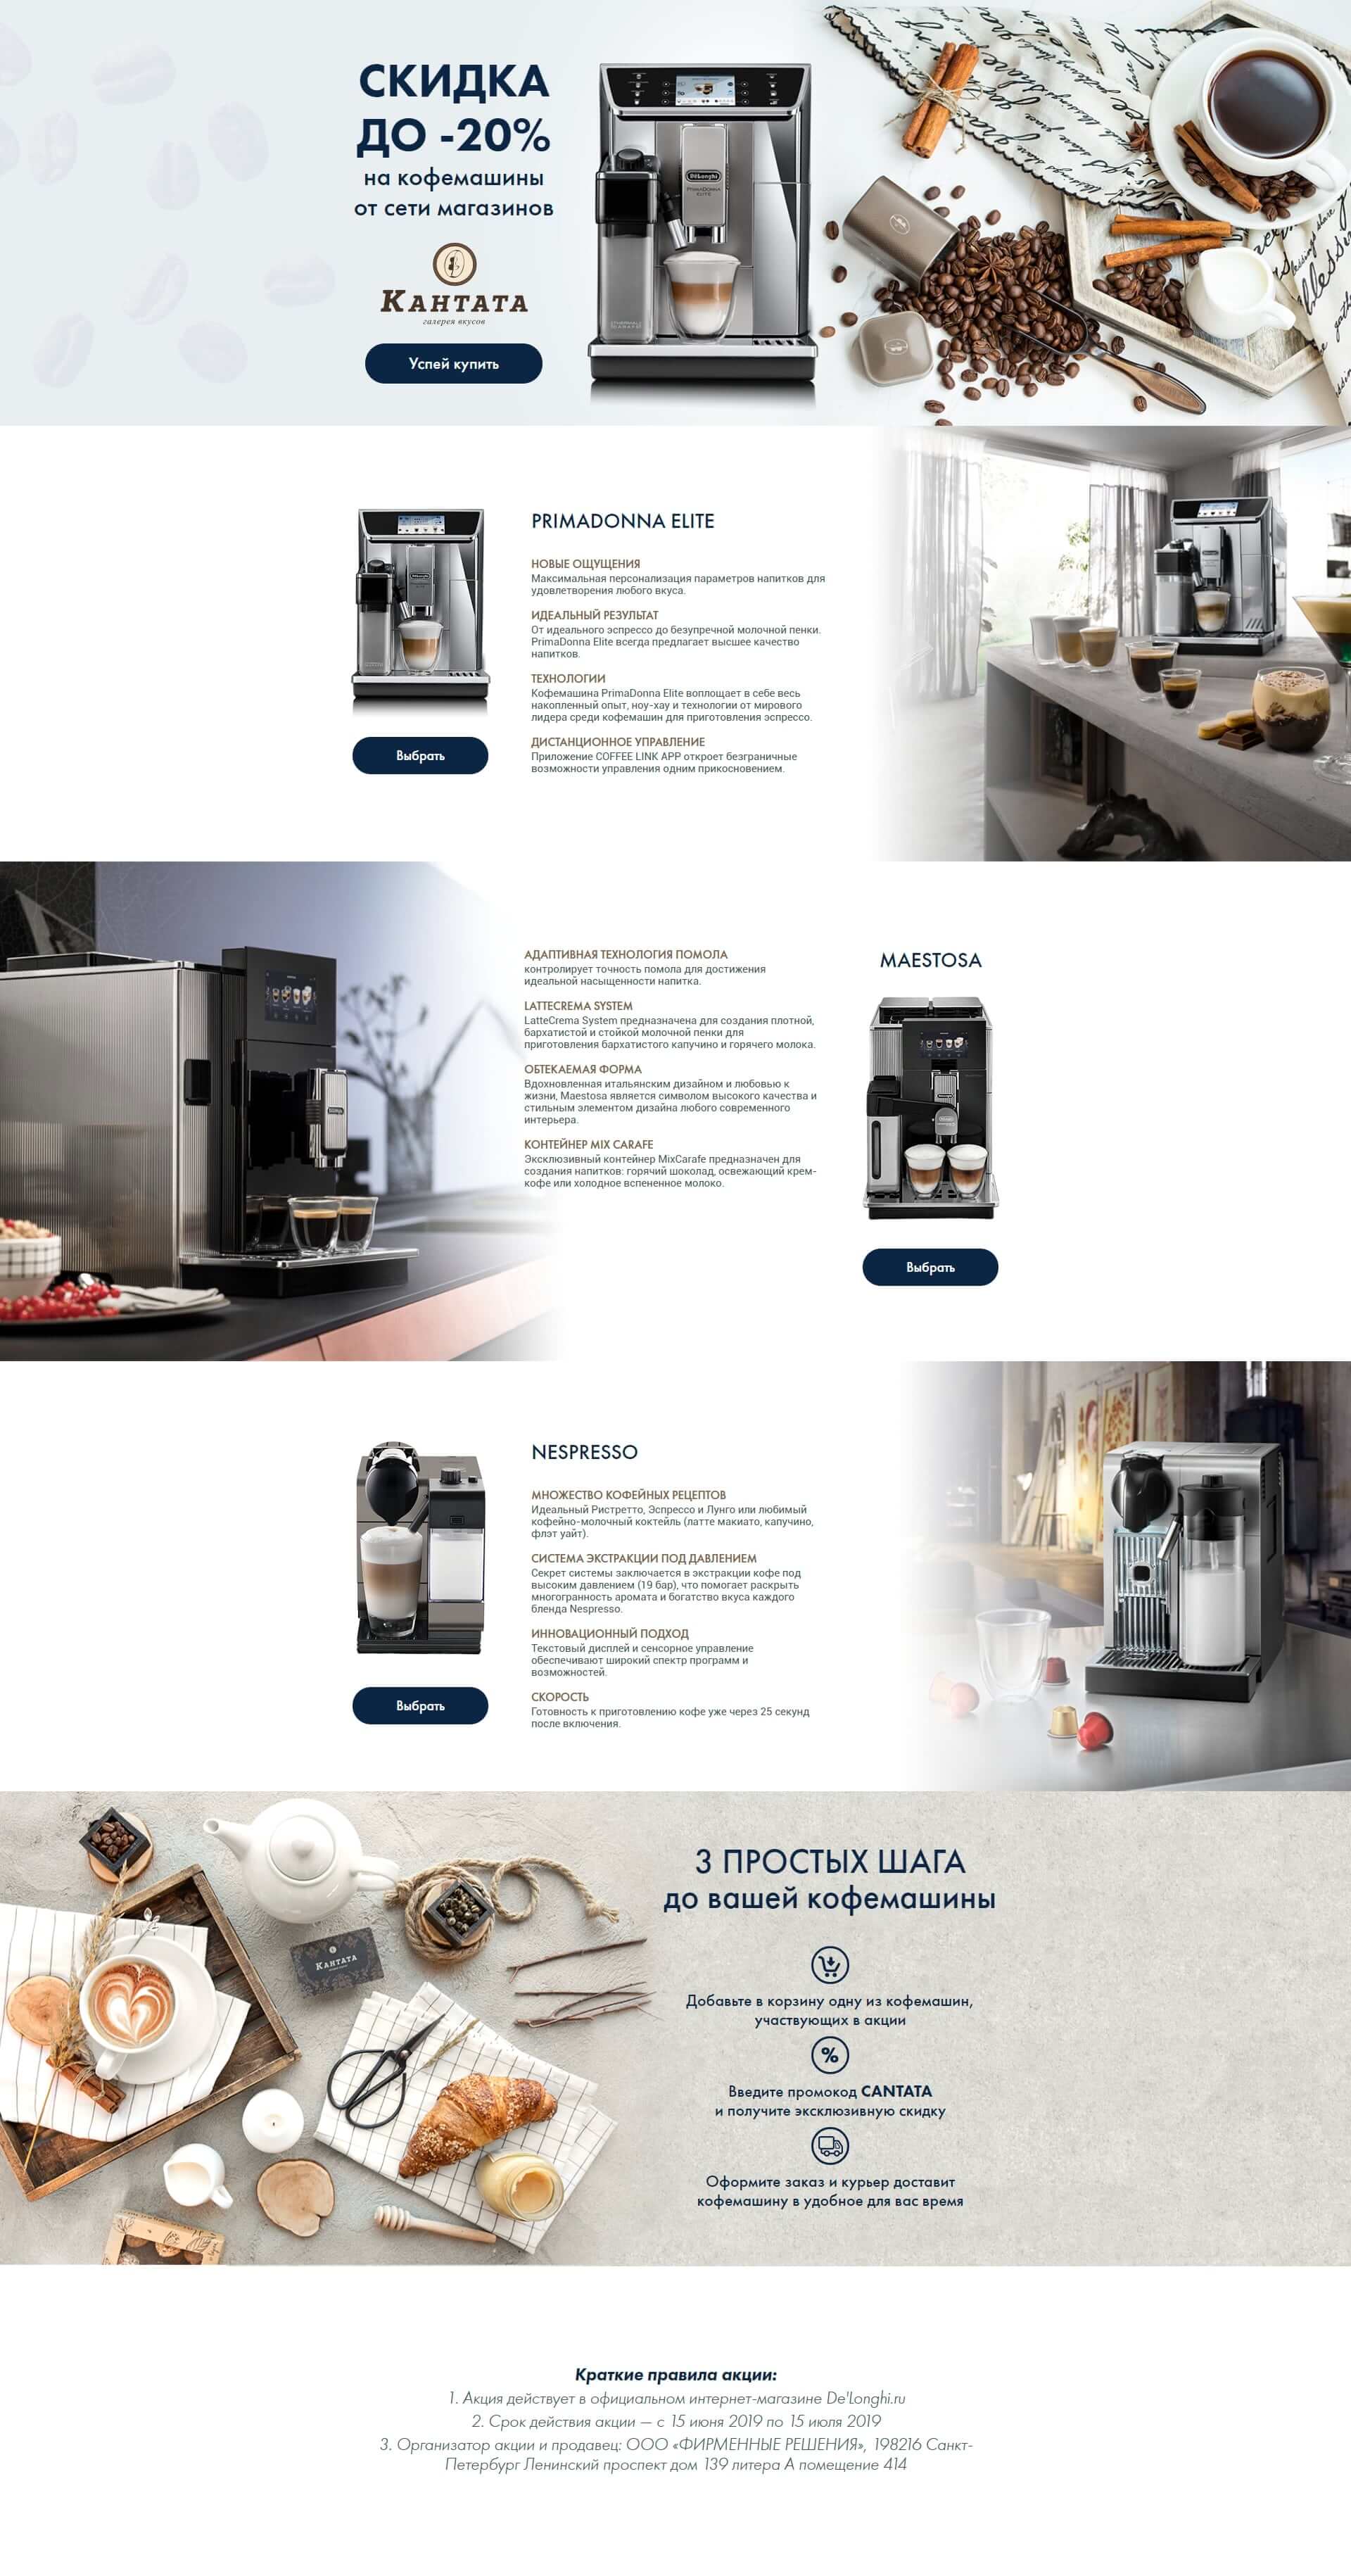 СКИДКА
ДО -20%
на кофемашины
от сети магазинов
КАНТАТА
галерея вкусов
Успей купить
DeLonghi
PRIMADONNA
ELITE
PRIMADONNA ELITE
НОВЫЕ ОЩУЩЕНИЯ
Максимальная персонализация параметров напитков для
удовлетворения любого вкуса.
ИДЕАЛЬНЫЙ РЕЗУЛЬТАТ
От идеального эспрессо до безупречной молочной пенки.
PrimaDonna Elite всегда предлагает высшее качество
напитков.
ТЕХНОЛОГИИ
Кофемашина PrimaDonna Elite воплощает в себе весь
накопленный опыт, ноу-хау и технологии от мирового
лидера среди кофемашин для приготовления эспрессо.
ДИСТАНЦИОННОЕ УПРАВЛЕНИЕ
Приложение COFFEE LINK APP откроет безграничные
возможности управления одним прикосновением.
Выбрать
АДАПТИВНАЯ ТЕХНОЛОГИЯ ПОМОЛА
контролирует точность помола для достижения
идеальной насыщенности напитка.
LATTECREMA SYSTEM
LatteCrema System предназначена для создания плотной,
бархатистой и стойкой молочной пенки для
приготовления бархатистого капучино и горячего молока.
ОБТЕКАЕМАЯ ФОРМА
Вдохновленная итальянским дизайном и любовью к
жизни, Maestosa является символом высокого качества и
стильным элементом дизайна любого современного
интерьера.
КОНТЕЙНЕР MIX CARAFE
Эксклюзивный контейнер MixCarafe предназначен для
создания напитков: горячий шоколад, освежающий крем-
кофе или холодное вспененное молоко.
MAESTOSA
Выбрать
NESPRESSO
МНОЖЕСТВО КОФЕЙНЫХ РЕЦЕПТОВ
Идеальный Ристретто, Эспрессо и Лунго или любимый
кофейно-молочный коктейль (латте макиато, капучино,
флэт уайт).
СИСТЕМА ЭКСТРАКЦИИ ПОД ДАВЛЕНИЕМ
Секрет системы заключается в экстракции кофе под
высоким давлением (19 бар), что помогает раскрыть
многогранность аромата и богатство вкуса каждого
бленда Nespresso.
ИННОВАЦИОННЫЙ ПОДХОД
Текстовый дисплей и сенсорное управление
обеспечивают широкий спектр программ и
возможностей.
СКОРОСТЬ
Готовность к приготовлению кофе уже через 25 секунд
после включения.
Выбрать
КАНТАТА
3 ПРОСТЫХ ШАГА
до вашей кофемашины
Добавьте в корзину одну из кофемашин,
участвующих в акции
%
Введите промокод CANTATA
и получите эксклюзивную скидку
Оформите заказ и курьер доставит
кофемашину в удобное для вас время
Краткие правила акции:
1. Акция действует в официальном интернет-магазине De'Longhi.ru
2. Срок действия акции — с 15 июня 2019 по 15 июля 2019
3. Организатор акции и продавец: ООО «ФИРМЕННЫЕ РЕШЕНИЯ», 198216 Санкт-
Петербург Ленинский проспект дом 139 литера А помещение 414